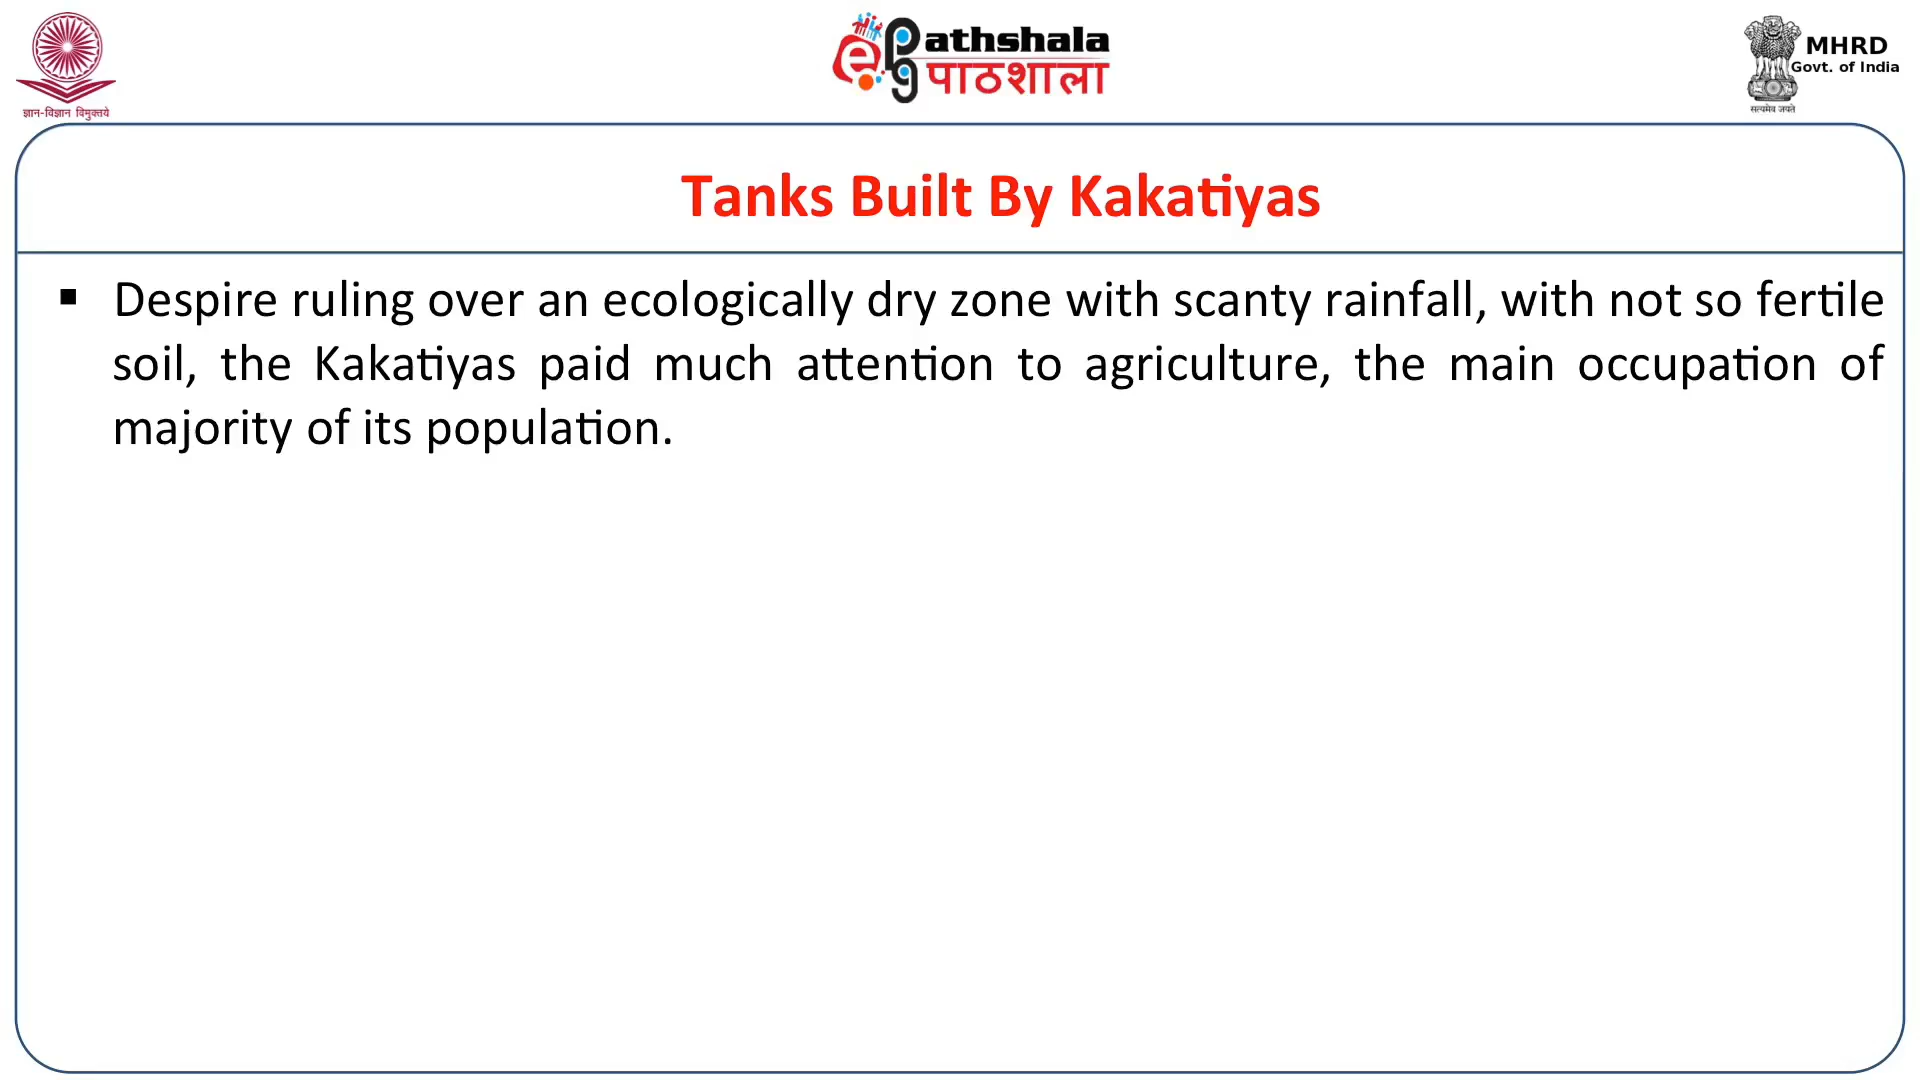 ज्ञान-विज्ञान विमुक्तये
ePathshala
पाठशाला
MHRD
Govt. of India
सत्यमेव जयते
Tanks Built By Kakatiyas
▪ Despire ruling over an ecologically dry zone with scanty rainfall, with not so fertile
soil, the Kakatiyas paid much attention to agriculture, the main occupation of
majority of its population.